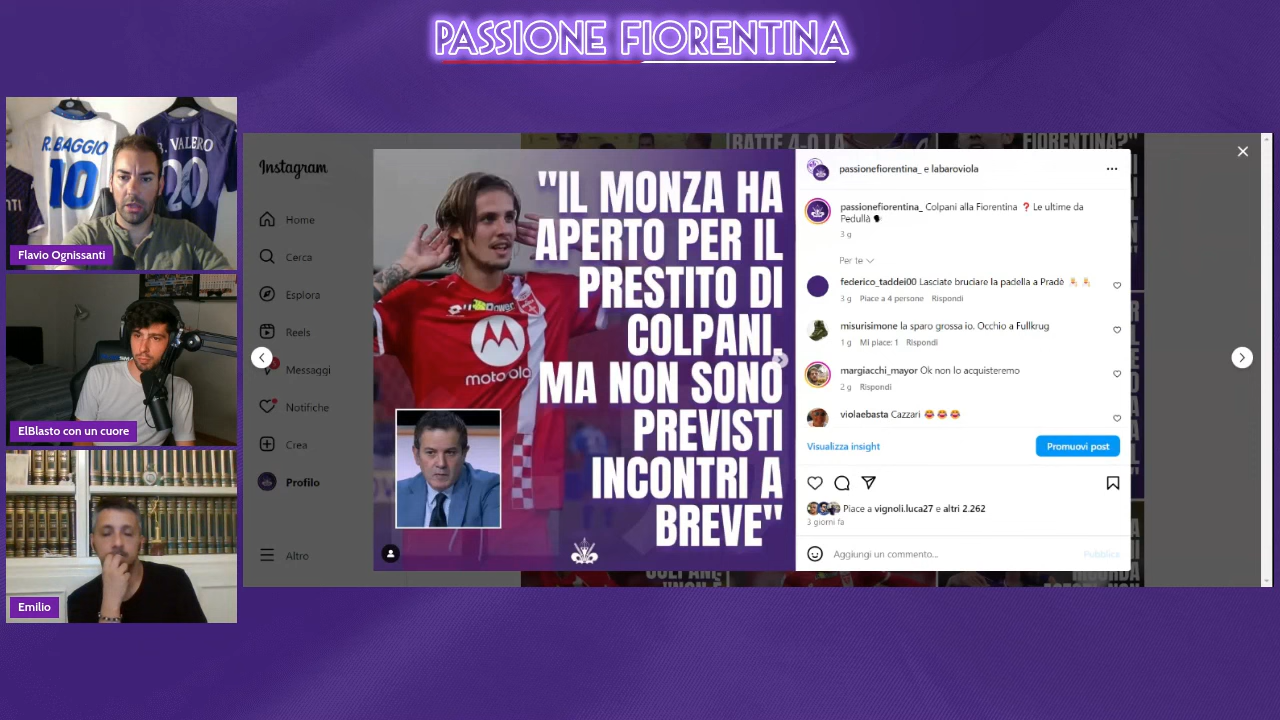 PASSIONE FIORENTINA
R. BAGGIO
10
B. VALERO
20
Flavio Ognissanti
ElBlasto con un cuore
Emilio
Instagram
Home
Cerca
Esplora
Reels
Messaggi
Notifiche
Crea
Profilo
Altro
BATTE 4-0 LA
FIORENTINA?"
"IL MONZA HA
APERTO PER IL
PRESTITO DI
COLPANI.
MA NON SONO
PREVISTI
INCONTRI A
BREVE"
motorola
passionefiorentina_ e labaroviola
passionefiorentina_ Colpani alla Fiorentina ❓ Le ultime da
Pedullà 🗣
3 g
Per te
federico_taddei00 Lasciate bruciare la padella a Pradè
3 g Piace a 4 persone Rispondi
misurisimone la sparo grossa io. Occhio a Fullkrug
1 g Mi piace: 1 Rispondi
margiacchi_mayor Ok non lo acquisteremo
2 g Rispondi
violaebasta Cazzari 😂😂😂
Visualizza insight
Promuovi post
Piace a vignoli.luca27 e altri 2.262
3 giorni fa
Aggiungi un commento...
Pubblica